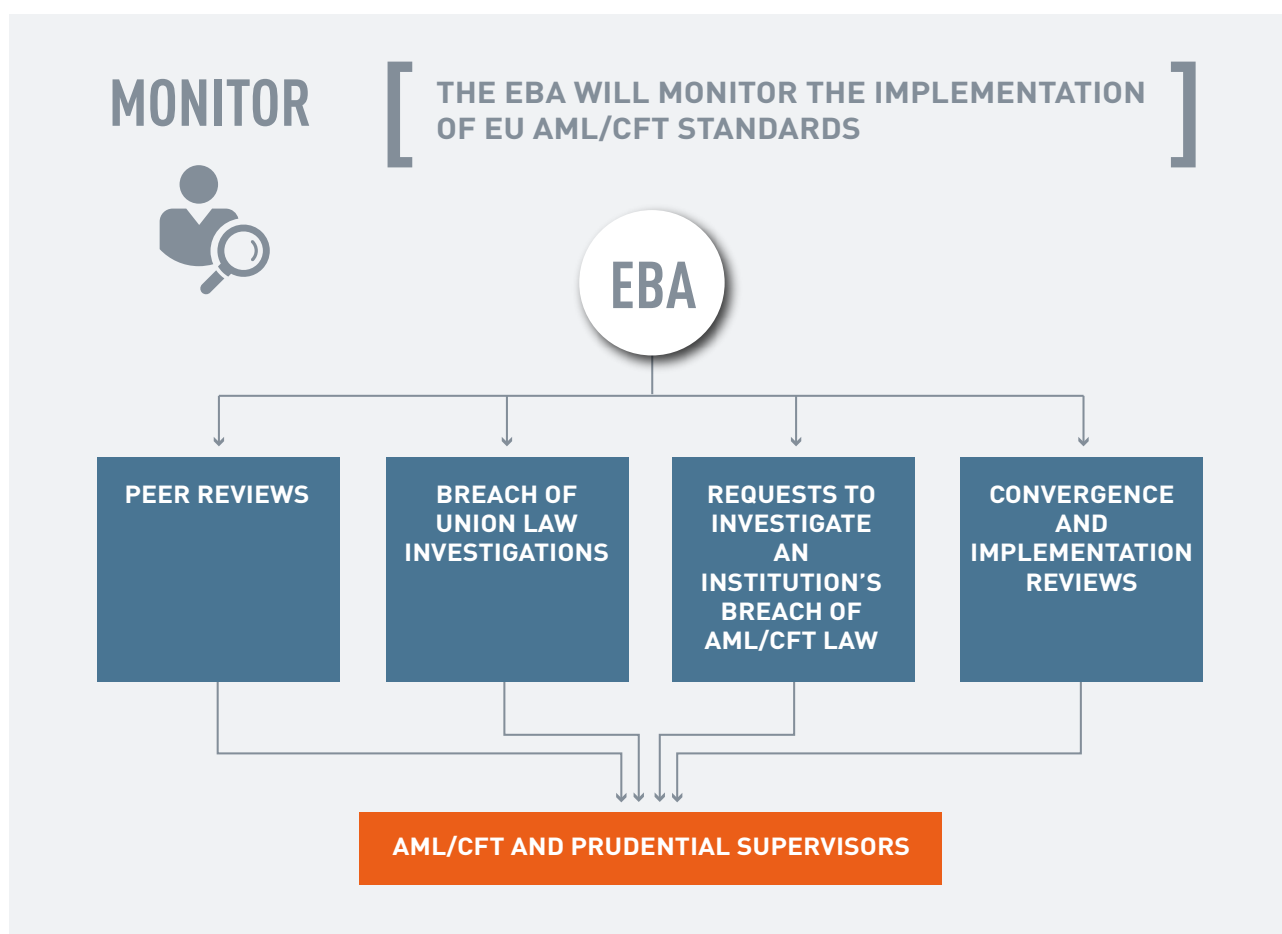 MONITOR
THE EBA WILL MONITOR THE IMPLEMENTATION
OF EU AML/CFT STANDARDS
EBA
PEER REVIEWS
BREACH OF
UNION LAW
INVESTIGATIONS
REQUESTS TO
INVESTIGATE
AN
INSTITUTION'S
BREACH OF
AML/CFT LAW
CONVERGENCE
AND
IMPLEMENTATION
REVIEWS
AML/CFT AND PRUDENTIAL SUPERVISORS